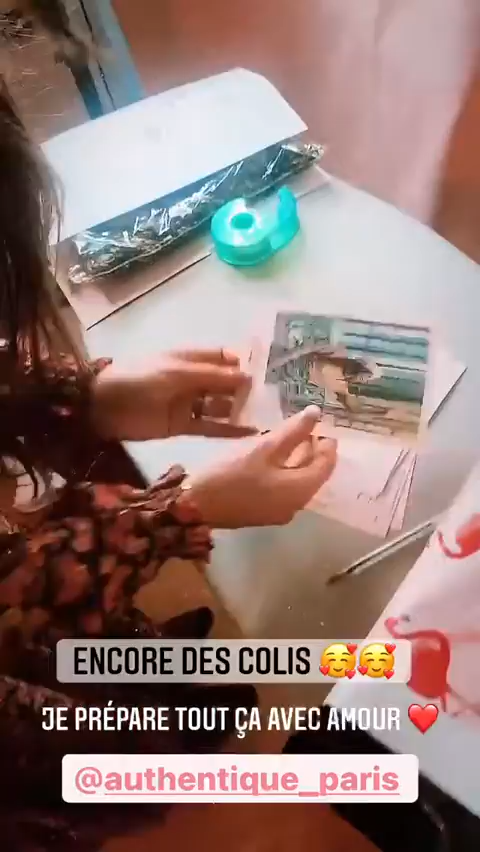 ENCORE DES COLIS 🥰🥰
JE PRÉPARE TOUT ÇA AVEC AMOUR ❤️
@authentique_paris